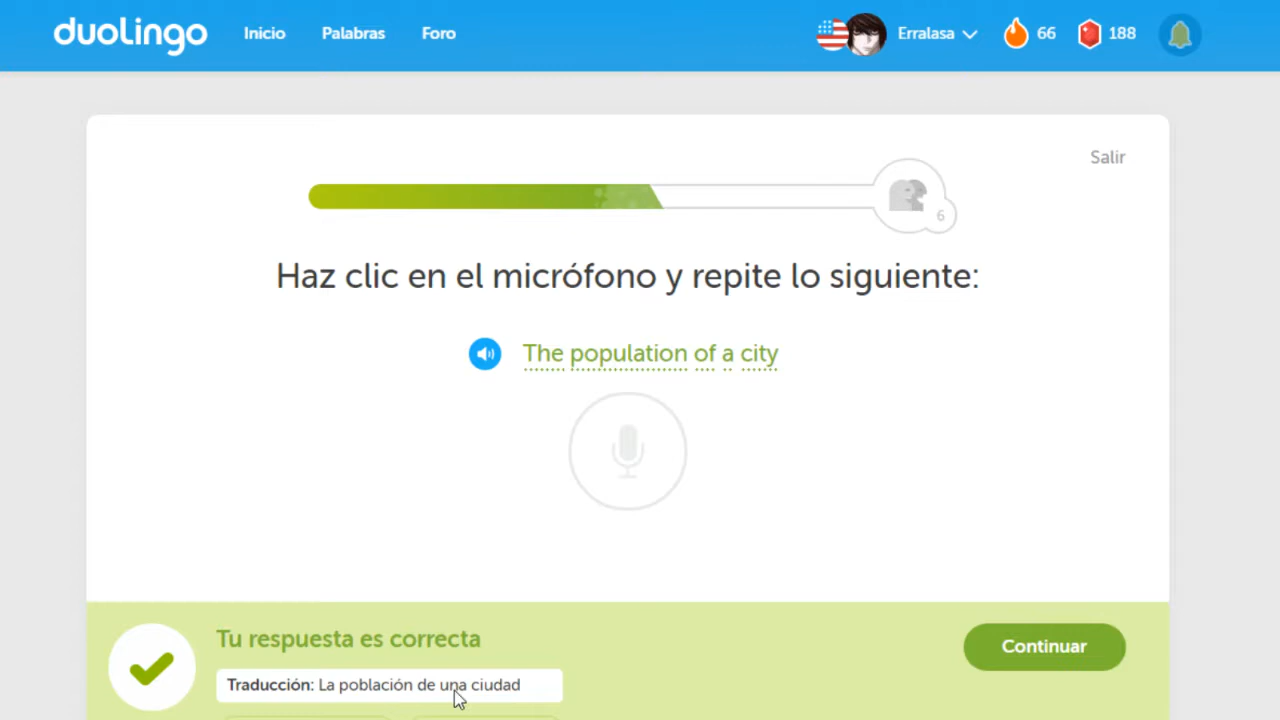 duolingo Inicio Palabras Foro Erralasa 66 188
Salir
6
Haz clic en el micrófono y repite lo siguiente:
The population of a city
Tu respuesta es correcta
Continuar
Traducción: La población de una ciudad